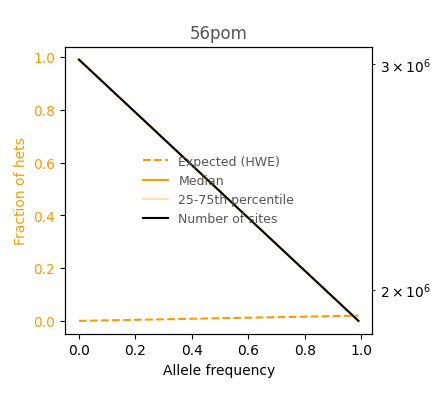 56pom
1.0
0.8
0.6
0.4
0.2
0.0
Fraction of hets
3 × 10⁶
2 × 10⁶
Expected (HWE)
Median
25-75th percentile
Number of sites
0.0 0.2 0.4 0.6 0.8 1.0
Allele frequency